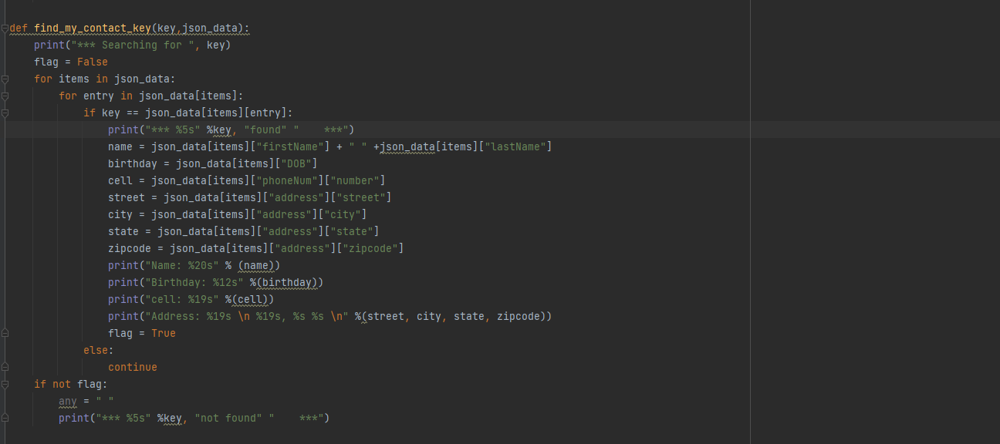 def find_my_contact_key(key,json_data):
    print("*** Searching for ", key)
    flag = False
    for items in json_data:
        for entry in json_data[items]:
            if key == json_data[items][entry]:
                print("*** %5s" %key, "found" "    ***")
                name = json_data[items]["firstName"] + " " +json_data[items]["lastName"]
                birthday = json_data[items]["DOB"]
                cell = json_data[items]["phoneNum"]["number"]
                street = json_data[items]["address"]["street"]
                city = json_data[items]["address"]["city"]
                state = json_data[items]["address"]["state"]
                zipcode = json_data[items]["address"]["zipcode"]
                print("Name: %20s" % (name))
                print("Birthday: %12s" %(birthday))
                print("cell: %19s" %(cell))
                print("Address: %19s \n %19s, %s %s \n" %(street, city, state, zipcode))
                flag = True
            else:
                continue
    if not flag:
        any = " "
        print("*** %5s" %key, "not found" "    ***")